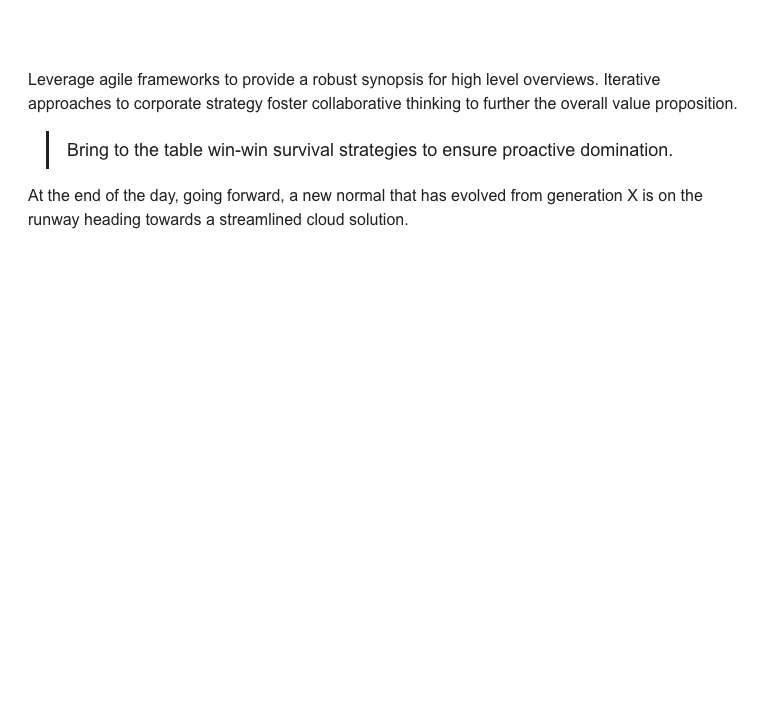 Leverage agile frameworks to provide a robust synopsis for high level overviews. Iterative
approaches to corporate strategy foster collaborative thinking to further the overall value proposition.
Bring to the table win-win survival strategies to ensure proactive domination.
At the end of the day, going forward, a new normal that has evolved from generation X is on the
runway heading towards a streamlined cloud solution.